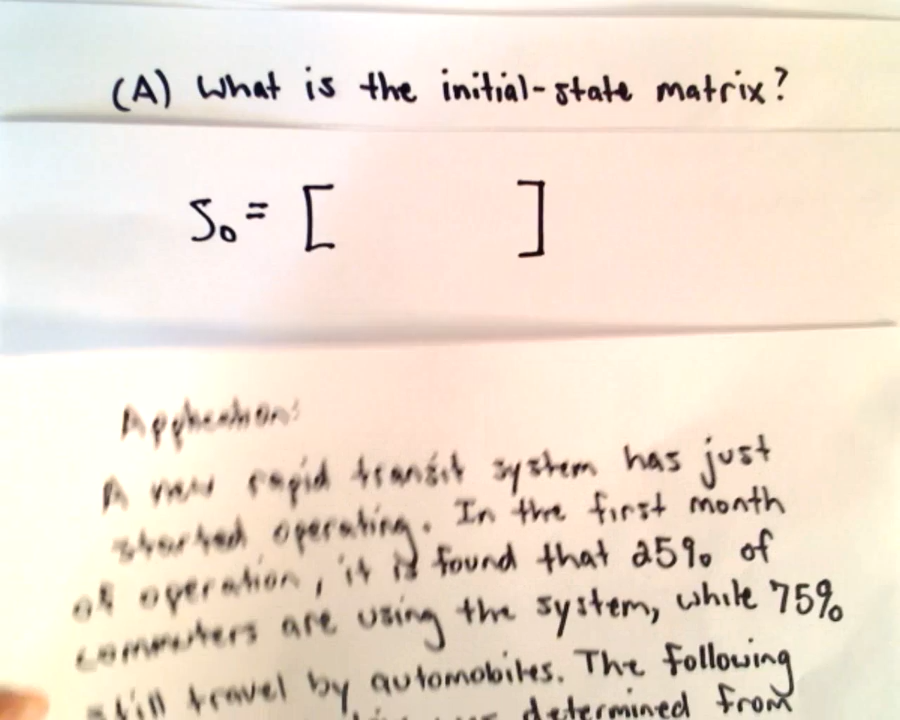 (A) What is the initial-state matrix?
S₀ = [ ]
Application:
A new rapid transit system has just
started operating. In the first month
of operation, it is found that 25% of
commuters are using the system, while 75%
still travel by automobiles. The following
determined from